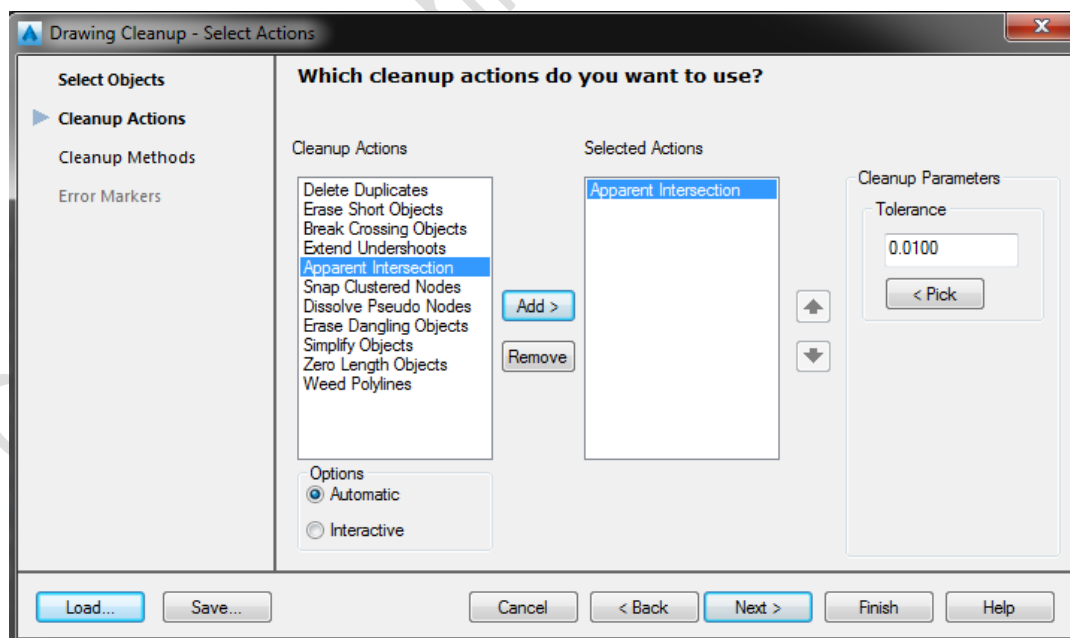 Drawing Cleanup - Select Actions
Select Objects
Cleanup Actions
Cleanup Methods
Error Markers
Which cleanup actions do you want to use?
Cleanup Actions
Delete Duplicates
Erase Short Objects
Break Crossing Objects
Extend Undershoots
Apparent Intersection
Snap Clustered Nodes
Dissolve Pseudo Nodes
Erase Dangling Objects
Simplify Objects
Zero Length Objects
Weed Polylines
Options
Automatic
Interactive
Add >
Remove
Selected Actions
Apparent Intersection
Cleanup Parameters
Tolerance
0.0100
< Pick
Load...
Save...
Cancel
< Back
Next >
Finish
Help